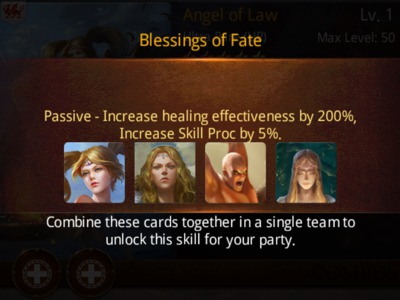 Angel of Law
Lv. 1
Blessings of Fate
Max Level: 50
Passive - Increase healing effectiveness by 200%,
Increase Skill Proc by 5%.
Combine these cards together in a single team to
unlock this skill for your party.